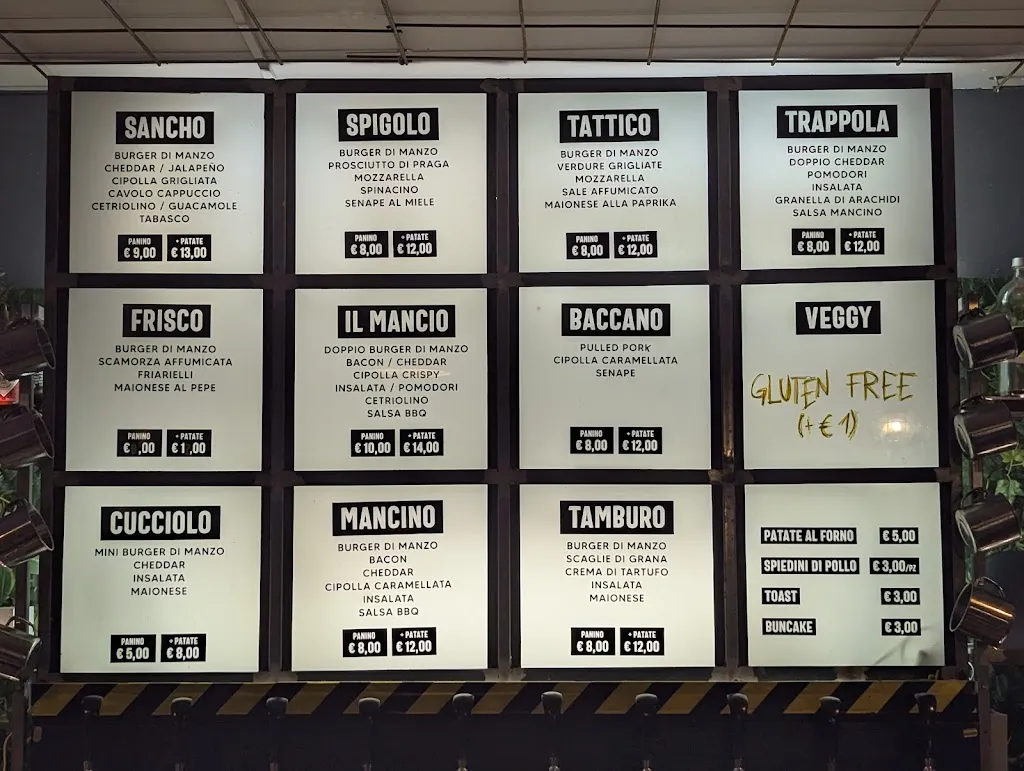 SANCHO
BURGER DI MANZO
CHEDDAR / JALAPEÑO
CIPOLLA GRIGLIATA
CAVOLO CAPPUCCIO
CETRIOLINO / GUACAMOLE
TABASCO
PANINO + PATATE
€ 9,00 € 13,00
SPIGOLO
BURGER DI MANZO
PROSCIUTTO DI PRAGA
MOZZARELLA
SPINACINO
SENAPE AL MIELE
PANINO + PATATE
€ 8,00 € 12,00
TATTICO
BURGER DI MANZO
VERDURE GRIGLIATE
MOZZARELLA
SALE AFFUMICATO
MAIONESE ALLA PAPRIKA
PANINO + PATATE
€ 8,00 € 12,00
TRAPPOLA
BURGER DI MANZO
DOPPIO CHEDDAR
POMODORI
INSALATA
GRANELLA DI ARACHIDI
SALSA MANCINO
PANINO + PATATE
€ 8,00 € 12,00
FRISCO
BURGER DI MANZO
SCAMORZA AFFUMICATA
FRIARIELLI
MAIONESE AL PEPE
PANINO + PATATE
€ ,00 € 1 ,00
IL MANCIO
DOPPIO BURGER DI MANZO
BACON / CHEDDAR
CIPOLLA CRISPY
INSALATA / POMODORI
CETRIOLINO
SALSA BBQ
PANINO + PATATE
€ 10,00 € 14,00
BACCANO
PULLED PORK
CIPOLLA CARAMELLATA
SENAPE
PANINO + PATATE
€ 8,00 € 12,00
VEGGY
GLUTEN FREE
(+ € 1)
CUCCIOLO
MINI BURGER DI MANZO
CHEDDAR
INSALATA
MAIONESE
PANINO + PATATE
€ 5,00 € 8,00
MANCINO
BURGER DI MANZO
BACON
CHEDDAR
CIPOLLA CARAMELLATA
INSALATA
SALSA BBQ
PANINO + PATATE
€ 8,00 € 12,00
TAMBURO
BURGER DI MANZO
SCAGLIE DI GRANA
CREMA DI TARTUFO
INSALATA
MAIONESE
PANINO + PATATE
€ 8,00 € 12,00
PATATE AL FORNO € 5,00
SPIEDINI DI POLLO € 3,00/PZ
TOAST € 3,00
BUNCAKE € 3,00